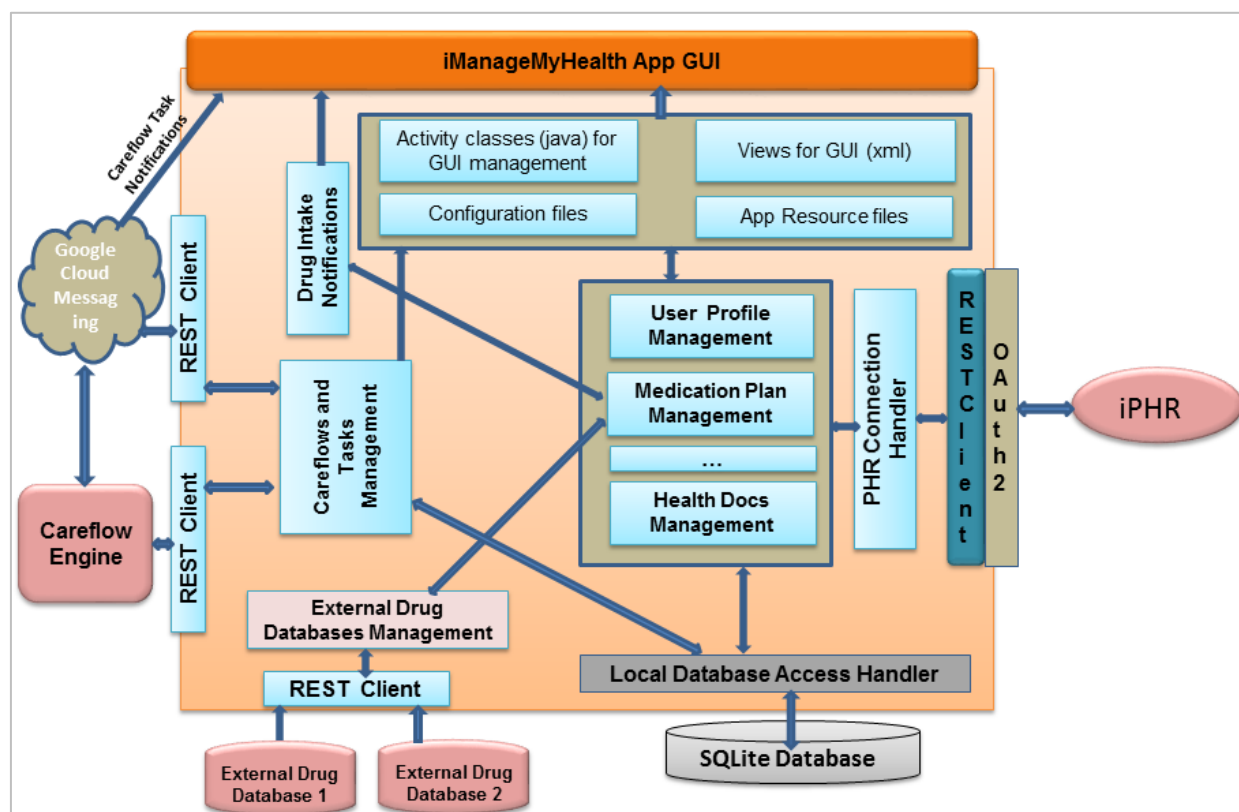 iManageMyHealth App GUI
Careflow Task
Notifications
Activity classes (java) for
GUI management
Views for GUI (xml)
Configuration files
App Resource files
Drug Intake
Notifications
Google
Cloud
Messag
ing
REST Client
User Profile
Management
Medication Plan
Management
...
Health Docs
Management
PHR Connection
Handler
RESTClient
OAuth2
iPHR
Careflows and
Tasks
Management
REST Client
Careflow
Engine
External Drug
Databases Management
REST Client
Local Database Access Handler
External Drug
Database 1
External Drug
Database 2
SQLite Database